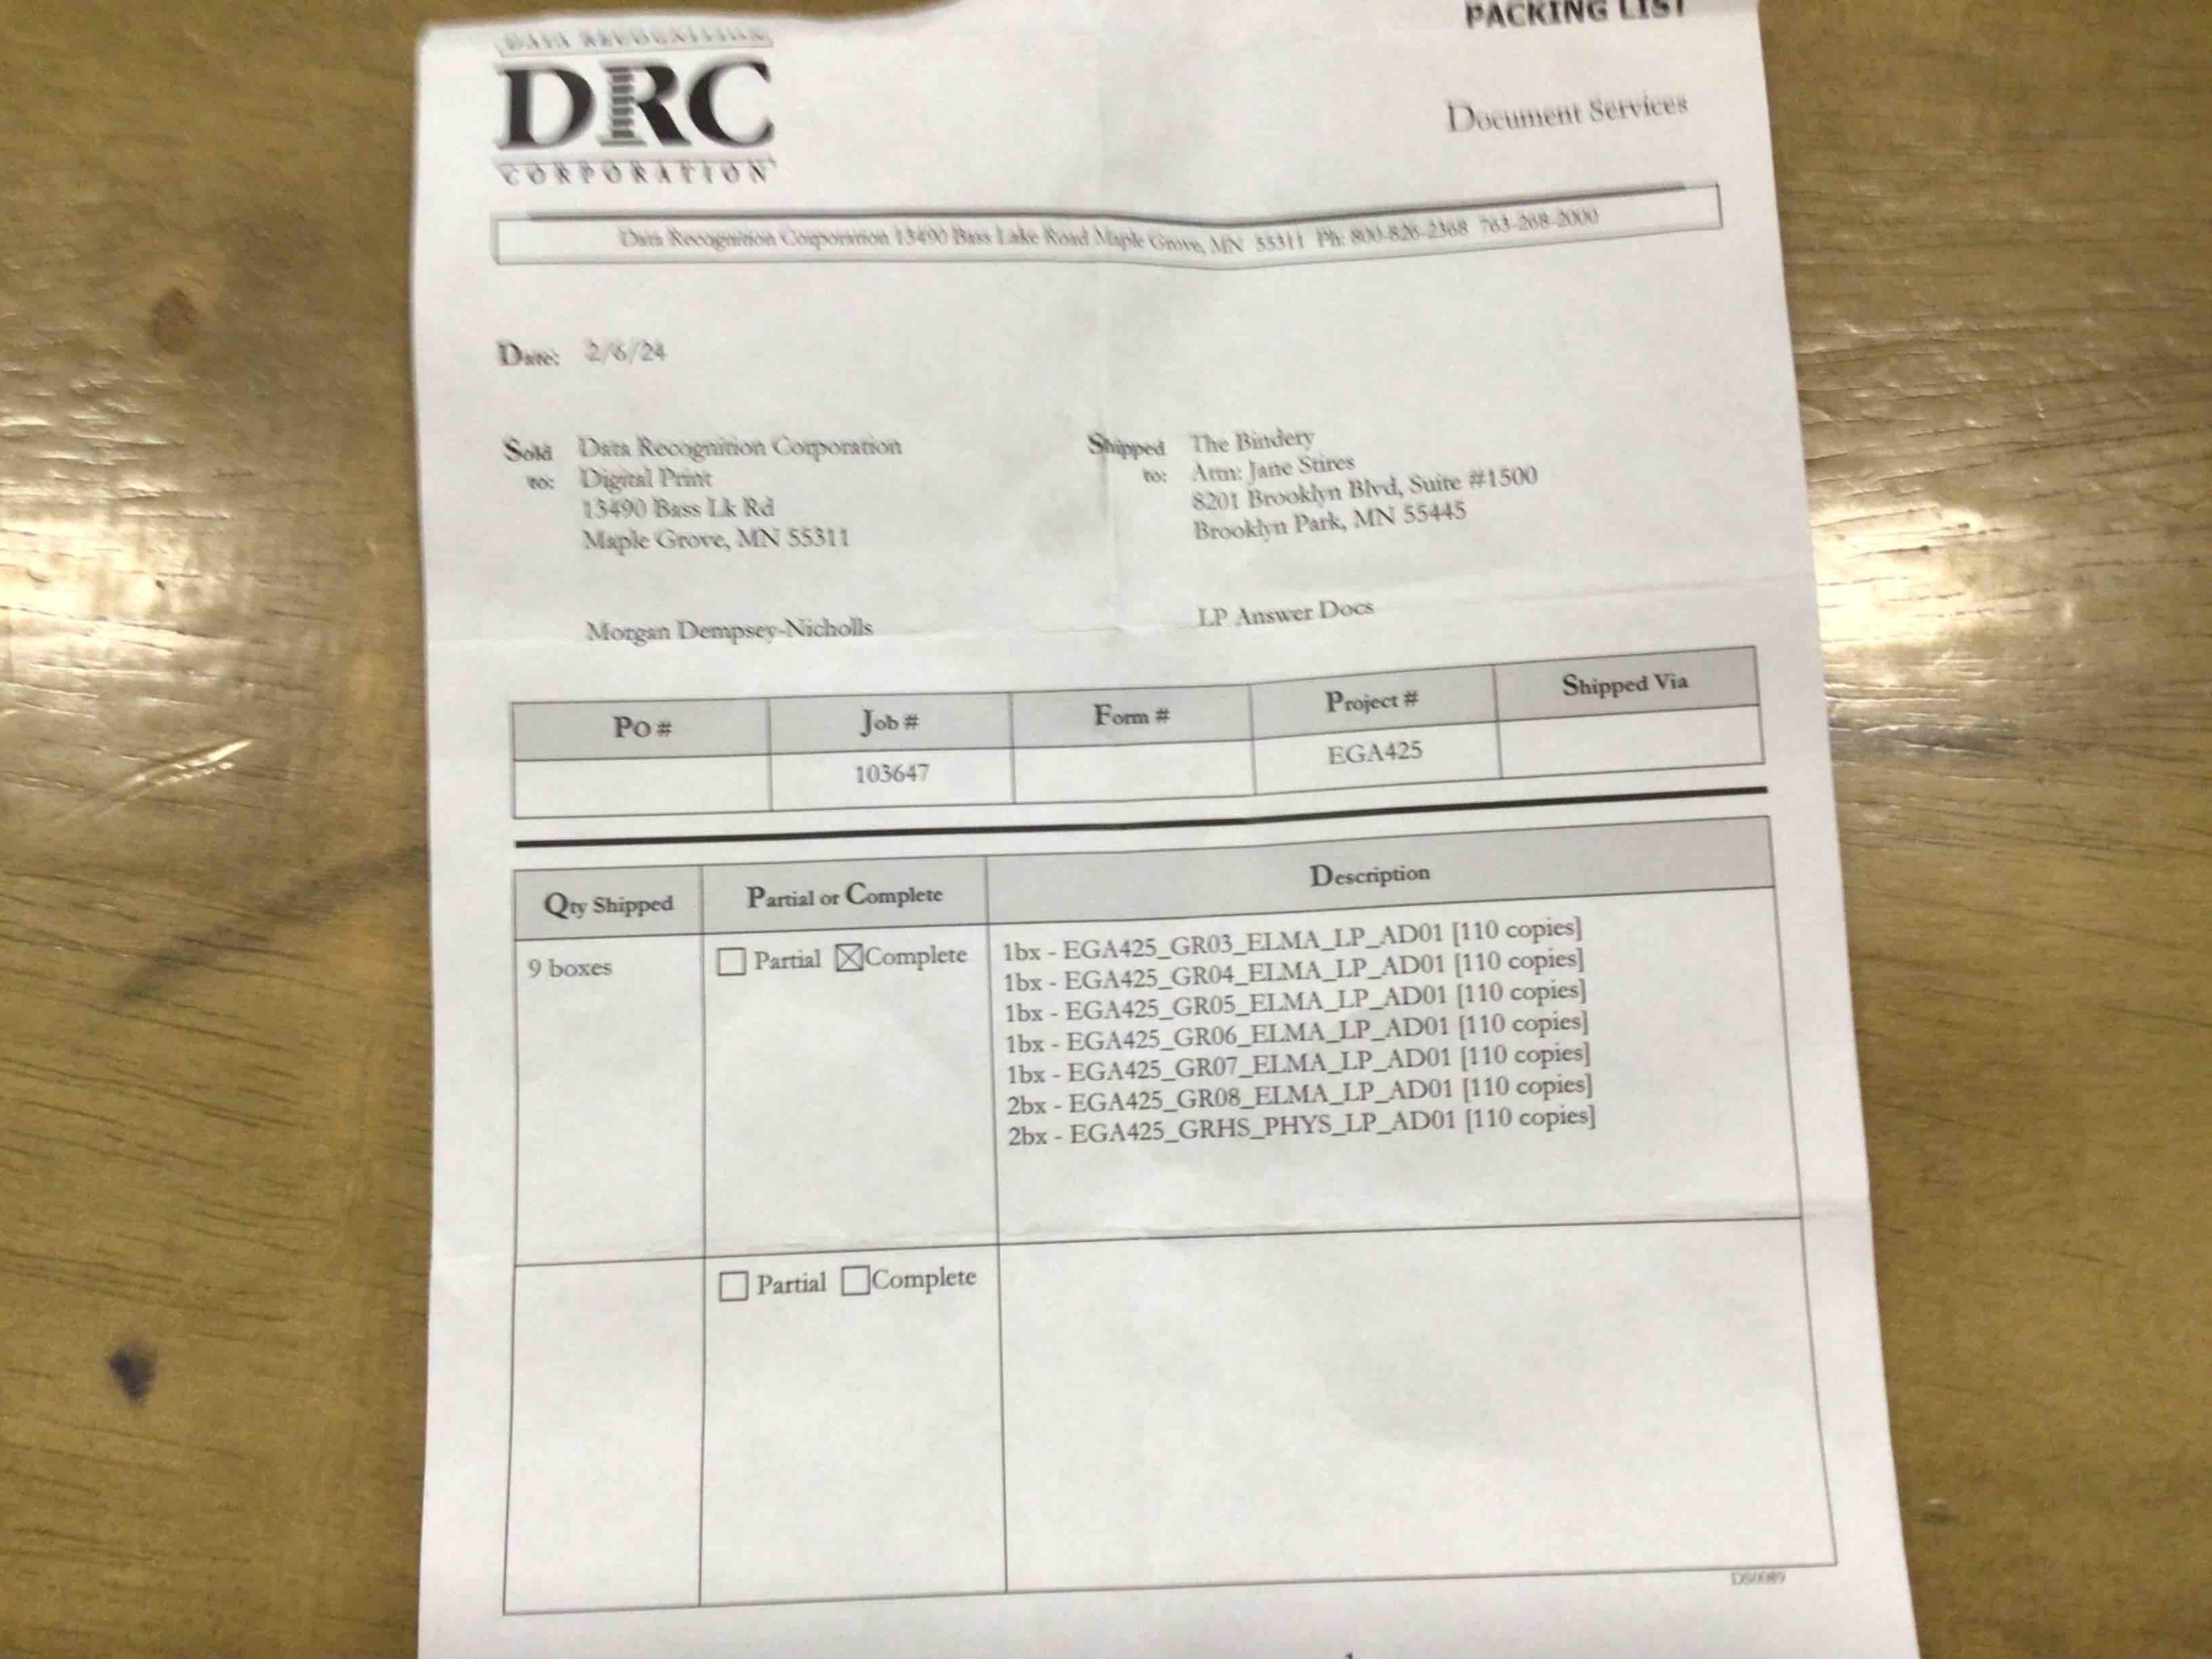 PACKING LIST
DATA RECOGNITION
DRC
CORPORATION
Document Services
Data Recognition Corporation 13490 Bass Lake Road Maple Grove, MN 55311 Ph: 800-826-2368 763-268-2000
Date: 2/6/24
Sold to: Data Recognition Corporation
Digital Print
13490 Bass Lk Rd
Maple Grove, MN 55311
Morgan Dempsey-Nicholls
Shipped to: The Bindery
Attn: Jane Stires
8201 Brooklyn Blvd, Suite #1500
Brooklyn Park, MN 55445
LP Answer Docs
PO # Job # Form # Project # Shipped Via
103647 EGA425
Qty Shipped Partial or Complete Description
9 boxes Partial Complete
1bx - EGA425_GR03_ELMA_LP_AD01 [110 copies]
1bx - EGA425_GR04_ELMA_LP_AD01 [110 copies]
1bx - EGA425_GR05_ELMA_LP_AD01 [110 copies]
1bx - EGA425_GR06_ELMA_LP_AD01 [110 copies]
1bx - EGA425_GR07_ELMA_LP_AD01 [110 copies]
2bx - EGA425_GR08_ELMA_LP_AD01 [110 copies]
2bx - EGA425_GRHS_PHYS_LP_AD01 [110 copies]
Partial Complete
DS0089